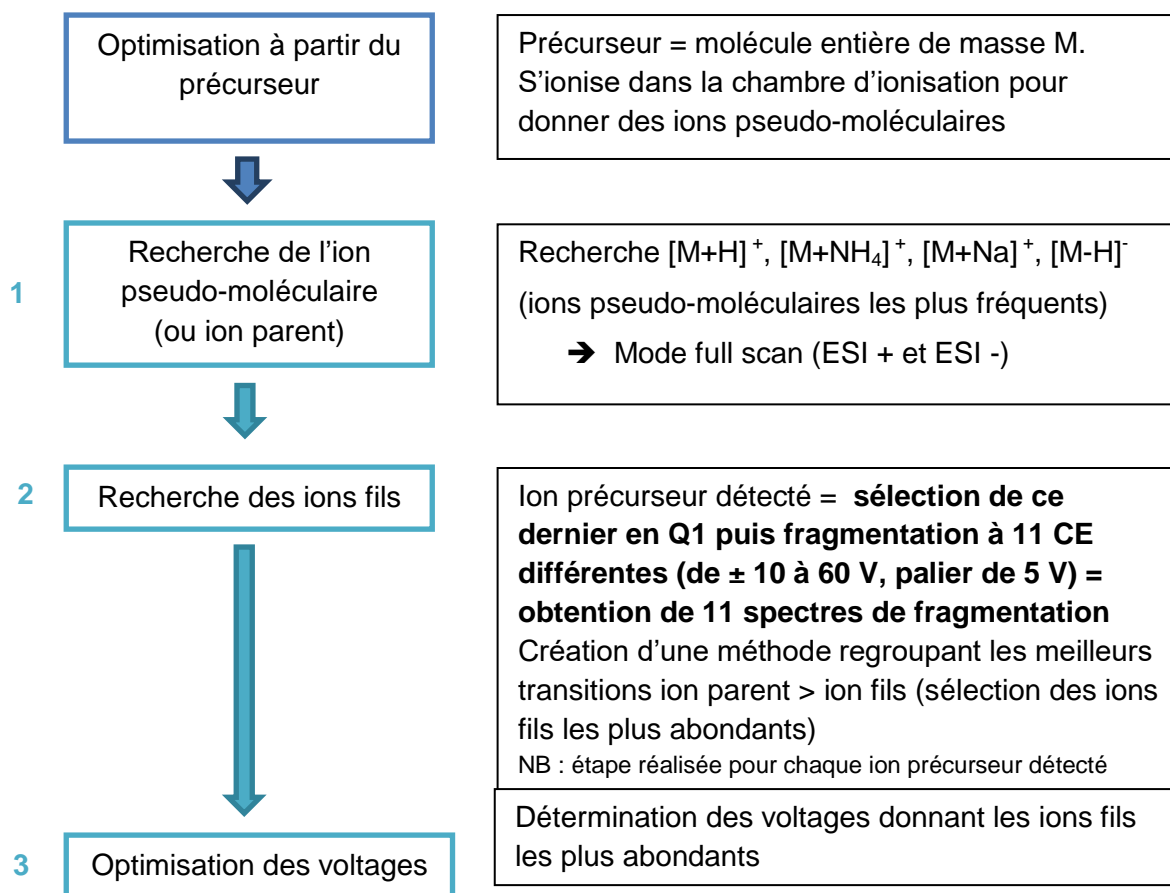 Optimisation à partir du
précurseur
Précurseur = molécule entière de masse M.
S'ionise dans la chambre d'ionisation pour
donner des ions pseudo-moléculaires
1
Recherche de l'ion
pseudo-moléculaire
(ou ion parent)
Recherche [M+H]⁺, [M+NH₄]⁺, [M+Na]⁺, [M-H]⁻
(ions pseudo-moléculaires les plus fréquents)
➔ Mode full scan (ESI + et ESI -)
2
Recherche des ions fils
Ion précurseur détecté = sélection de ce
dernier en Q1 puis fragmentation à 11 CE
différentes (de ± 10 à 60 V, palier de 5 V) =
obtention de 11 spectres de fragmentation
Création d'une méthode regroupant les meilleurs
transitions ion parent > ion fils (sélection des ions
fils les plus abondants)
NB : étape réalisée pour chaque ion précurseur détecté
3
Optimisation des voltages
Détermination des voltages donnant les ions fils
les plus abondants